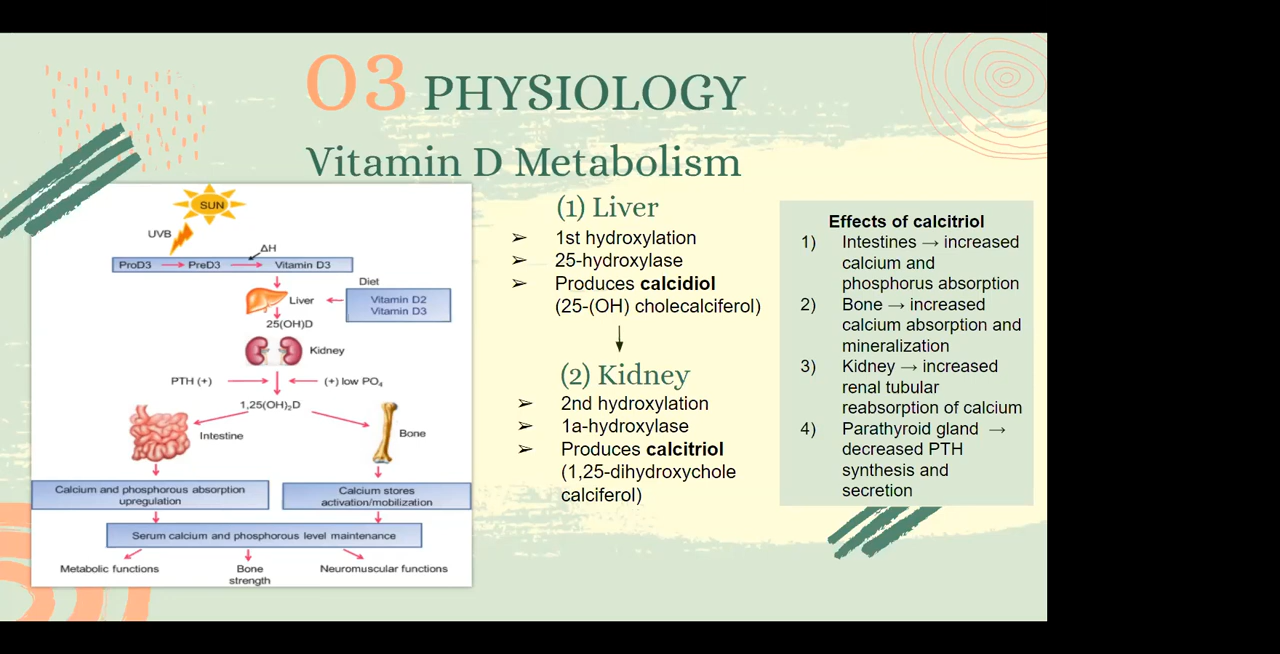 03 PHYSIOLOGY
Vitamin D Metabolism
SUN
UVB
ΔH
ProD3 → PreD3 → Vitamin D3
Diet
Liver
Vitamin D2
Vitamin D3
25(OH)D
Kidney
PTH (+)
(+) low PO₄
1,25(OH)₂D
Intestine
Bone
Calcium and phosphorous absorption
upregulation
Calcium stores
activation/mobilization
Serum calcium and phosphorous level maintenance
Metabolic functions
Bone
strength
Neuromuscular functions
(1) Liver
➢ 1st hydroxylation
➢ 25-hydroxylase
➢ Produces calcidiol
(25-(OH) cholecalciferol)
(2) Kidney
➢ 2nd hydroxylation
➢ 1a-hydroxylase
➢ Produces calcitriol
(1,25-dihydroxychole
calciferol)
Effects of calcitriol
1) Intestines → increased
calcium and
phosphorus absorption
2) Bone → increased
calcium absorption and
mineralization
3) Kidney → increased
renal tubular
reabsorption of calcium
4) Parathyroid gland →
decreased PTH
synthesis and
secretion